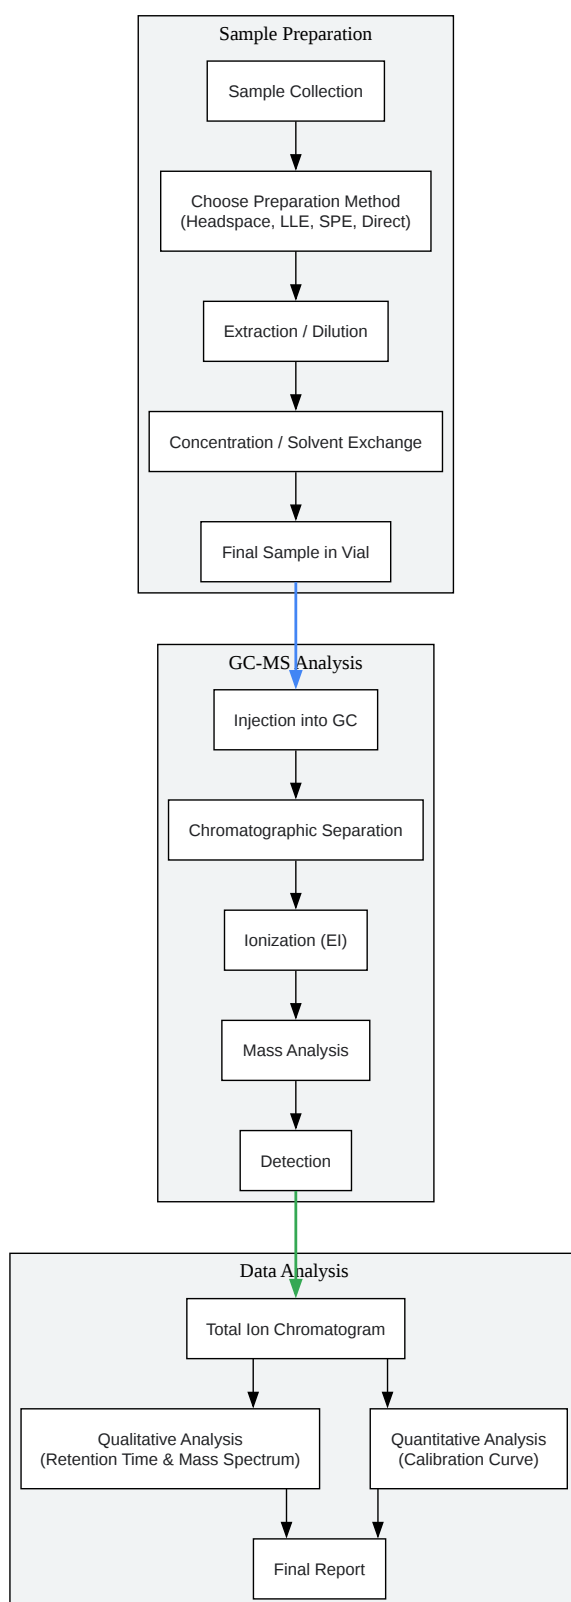 Sample Preparation
Sample Collection
Choose Preparation Method
(Headspace, LLE, SPE, Direct)
Extraction / Dilution
Concentration / Solvent Exchange
Final Sample in Vial
GC-MS Analysis
Injection into GC
Chromatographic Separation
Ionization (EI)
Mass Analysis
Detection
Data Analysis
Total Ion Chromatogram
Qualitative Analysis
(Retention Time & Mass Spectrum)
Quantitative Analysis
(Calibration Curve)
Final Report